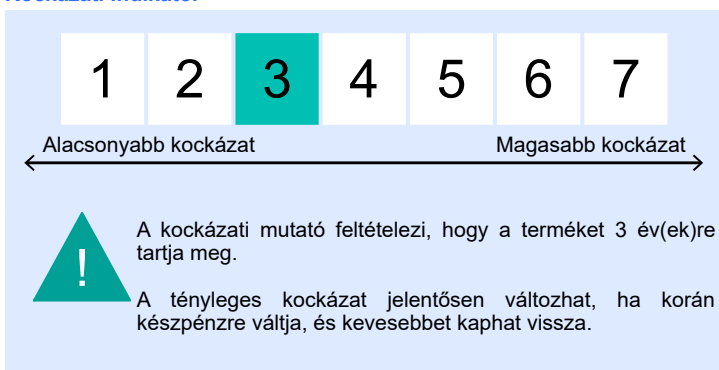 1 2 3 4 5 6 7
Alacsonyabb kockázat Magasabb kockázat
A kockázati mutató feltételezi, hogy a terméket 3 év(ek)re
tartja meg.
!
A tényleges kockázat jelentősen változhat, ha korán
készpénzre váltja, és kevesebbet kaphat vissza.